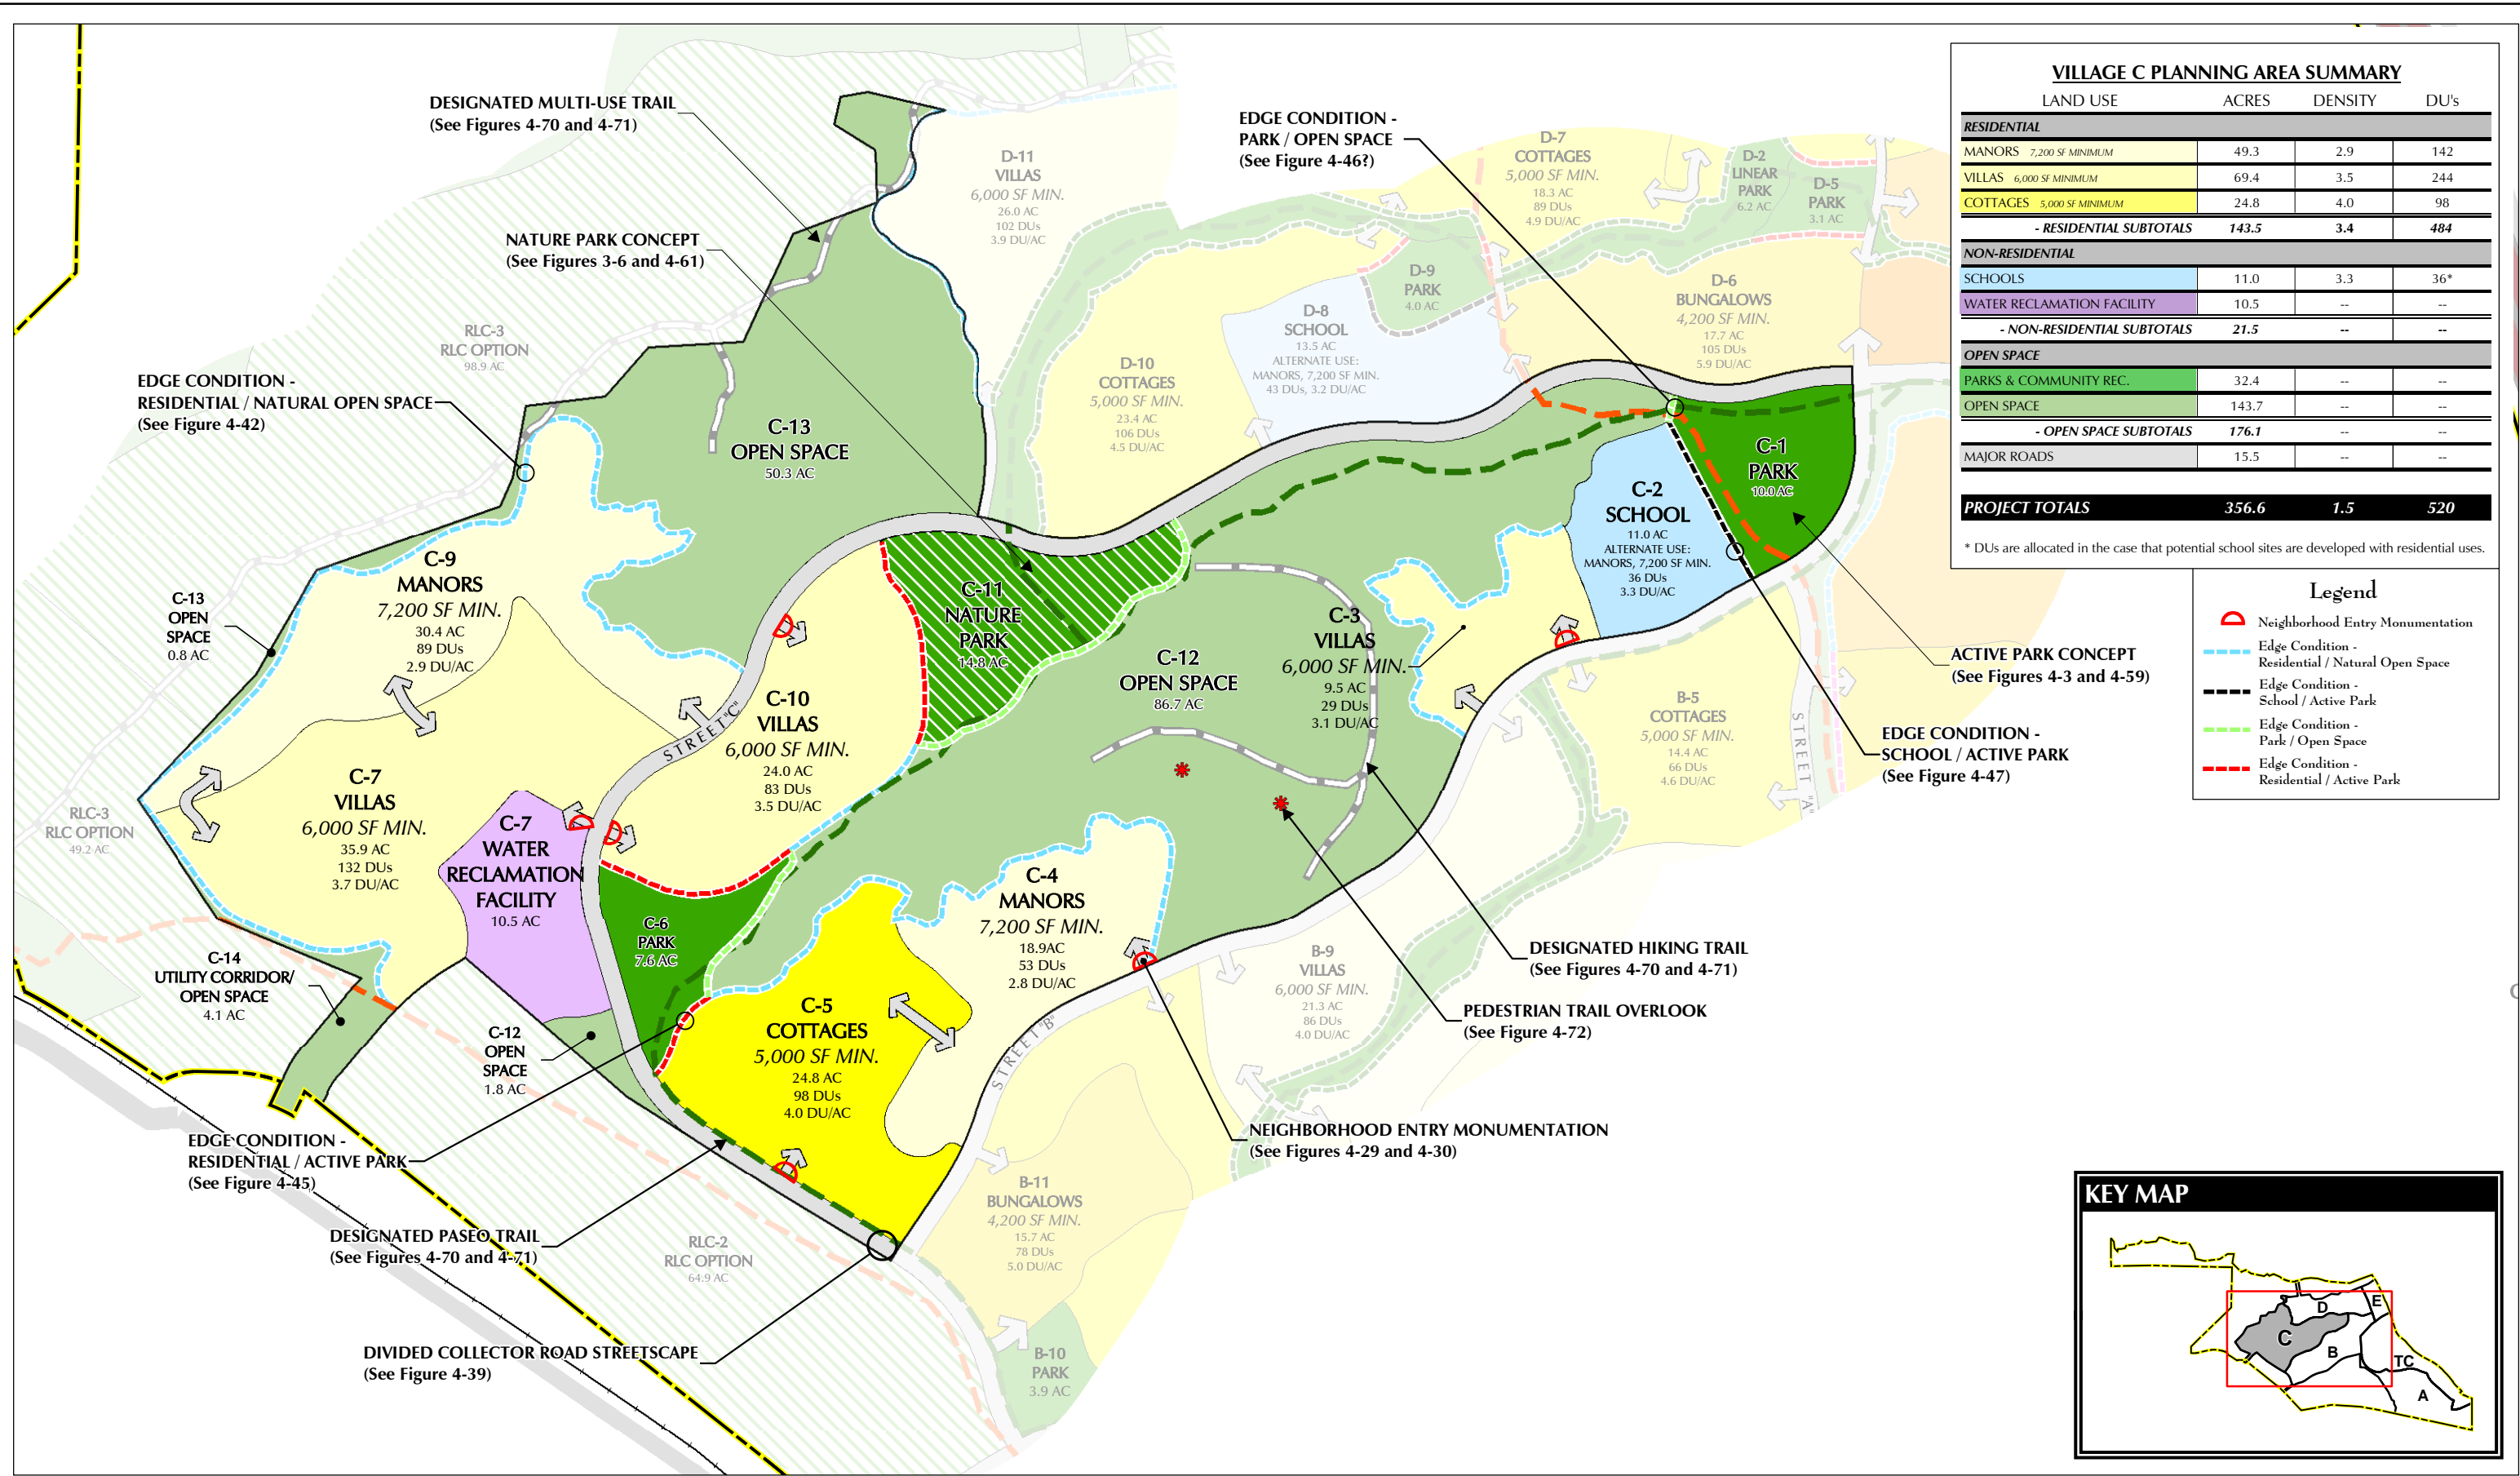 DESIGNATED MULTI-USE TRAIL
(See Figures 4-70 and 4-71)
NATURE PARK CONCEPT
(See Figures 3-6 and 4-61)
EDGE CONDITION -
RESIDENTIAL / NATURAL OPEN SPACE
(See Figure 4-42)
EDGE CONDITION -
PARK / OPEN SPACE
(See Figure 4-46?)
D-11
VILLAS
6,000 SF MIN.
26.0 AC
102 DUs
3.9 DU/AC
D-7
COTTAGES
5,000 SF MIN.
18.3 AC
89 DUs
4.9 DU/AC
D-2
LINEAR
PARK
6.2 AC
D-5
PARK
3.1 AC
D-9
PARK
4.0 AC
D-6
BUNGALOWS
4,200 SF MIN.
17.7 AC
105 DUs
5.9 DU/AC
D-8
SCHOOL
13.5 AC
ALTERNATE USE:
MANORS, 7,200 SF MIN.
43 DUs, 3.2 DU/AC
D-10
COTTAGES
5,000 SF MIN.
23.4 AC
106 DUs
4.5 DU/AC
RLC-3
RLC OPTION
98.9 AC
C-13
OPEN SPACE
50.3 AC
C-1
PARK
10.0 AC
C-2
SCHOOL
11.0 AC
ALTERNATE USE:
MANORS, 7,200 SF MIN.
36 DUs
3.3 DU/AC
C-9
MANORS
7,200 SF MIN.
30.4 AC
89 DUs
2.9 DU/AC
C-13
OPEN
SPACE
0.8 AC
C-11
NATURE
PARK
14.8 AC
C-3
VILLAS
6,000 SF MIN.
9.5 AC
29 DUs
3.1 DU/AC
C-12
OPEN SPACE
86.7 AC
C-10
VILLAS
6,000 SF MIN.
24.0 AC
83 DUs
3.5 DU/AC
STREET "C"
C-7
VILLAS
6,000 SF MIN.
35.9 AC
132 DUs
3.7 DU/AC
RLC-3
RLC OPTION
49.2 AC
C-7
WATER
RECLAMATION
FACILITY
10.5 AC
C-6
PARK
7.6 AC
C-4
MANORS
7,200 SF MIN.
18.9AC
53 DUs
2.8 DU/AC
C-5
COTTAGES
5,000 SF MIN.
24.8 AC
98 DUs
4.0 DU/AC
C-14
UTILITY CORRIDOR/
OPEN SPACE
4.1 AC
C-12
OPEN
SPACE
1.8 AC
B-5
COTTAGES
5,000 SF MIN.
14.4 AC
66 DUs
4.6 DU/AC
STREET "A"
B-9
VILLAS
6,000 SF MIN.
21.3 AC
86 DUs
4.0 DU/AC
STREET "B"
B-11
BUNGALOWS
4,200 SF MIN.
15.7 AC
78 DUs
5.0 DU/AC
B-10
PARK
3.9 AC
RLC-2
RLC OPTION
64.9 AC
ACTIVE PARK CONCEPT
(See Figures 4-3 and 4-59)
EDGE CONDITION -
SCHOOL / ACTIVE PARK
(See Figure 4-47)
DESIGNATED HIKING TRAIL
(See Figures 4-70 and 4-71)
PEDESTRIAN TRAIL OVERLOOK
(See Figure 4-72)
NEIGHBORHOOD ENTRY MONUMENTATION
(See Figures 4-29 and 4-30)
EDGE CONDITION -
RESIDENTIAL / ACTIVE PARK
(See Figure 4-45)
DESIGNATED PASEO TRAIL
(See Figures 4-70 and 4-71)
DIVIDED COLLECTOR ROAD STREETSCAPE
(See Figure 4-39)
VILLAGE C PLANNING AREA SUMMARY
LAND USE ACRES DENSITY DU's
RESIDENTIAL
MANORS 7,200 SF MINIMUM 49.3 2.9 142
VILLAS 6,000 SF MINIMUM 69.4 3.5 244
COTTAGES 5,000 SF MINIMUM 24.8 4.0 98
- RESIDENTIAL SUBTOTALS 143.5 3.4 484
NON-RESIDENTIAL
SCHOOLS 11.0 3.3 36*
WATER RECLAMATION FACILITY 10.5 -- --
- NON-RESIDENTIAL SUBTOTALS 21.5 -- --
OPEN SPACE
PARKS & COMMUNITY REC. 32.4 -- --
OPEN SPACE 143.7 -- --
- OPEN SPACE SUBTOTALS 176.1 -- --
MAJOR ROADS 15.5 -- --
PROJECT TOTALS 356.6 1.5 520
* DUs are allocated in the case that potential school sites are developed with residential uses.
Legend
Neighborhood Entry Monumentation
Edge Condition -
Residential / Natural Open Space
Edge Condition -
School / Active Park
Edge Condition -
Park / Open Space
Edge Condition -
Residential / Active Park
KEY MAP
D
E
C
B
TC
A